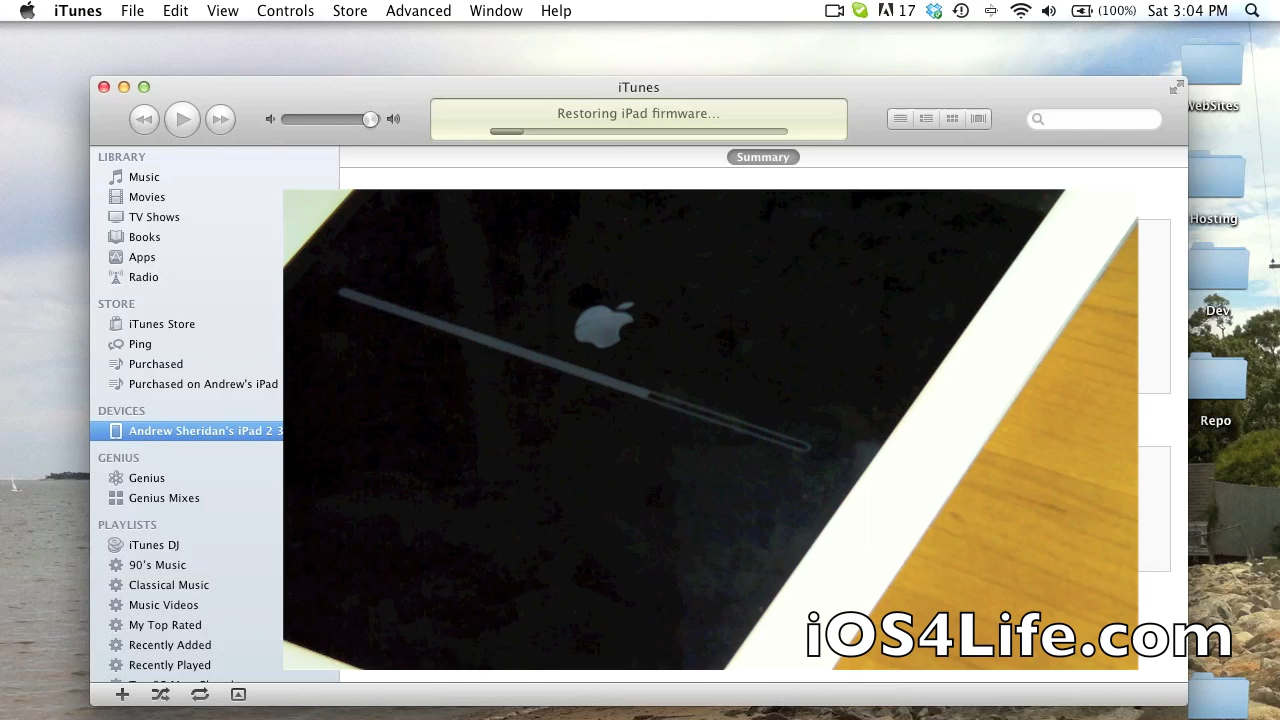 iTunes File Edit View Controls Store Advanced Window Help 17 (100%) Sat 3:04 PM
iTunes
Restoring iPad firmware...
Summary
LIBRARY
Music
Movies
TV Shows
Books
Apps
Radio
STORE
iTunes Store
Ping
Purchased
Purchased on Andrew's iPad
DEVICES
Andrew Sheridan's iPad 2 3
GENIUS
Genius
Genius Mixes
PLAYLISTS
iTunes DJ
90's Music
Classical Music
Music Videos
My Top Rated
Recently Added
Recently Played
WebSites
Hosting
Dev
Repo
iOS4Life.com